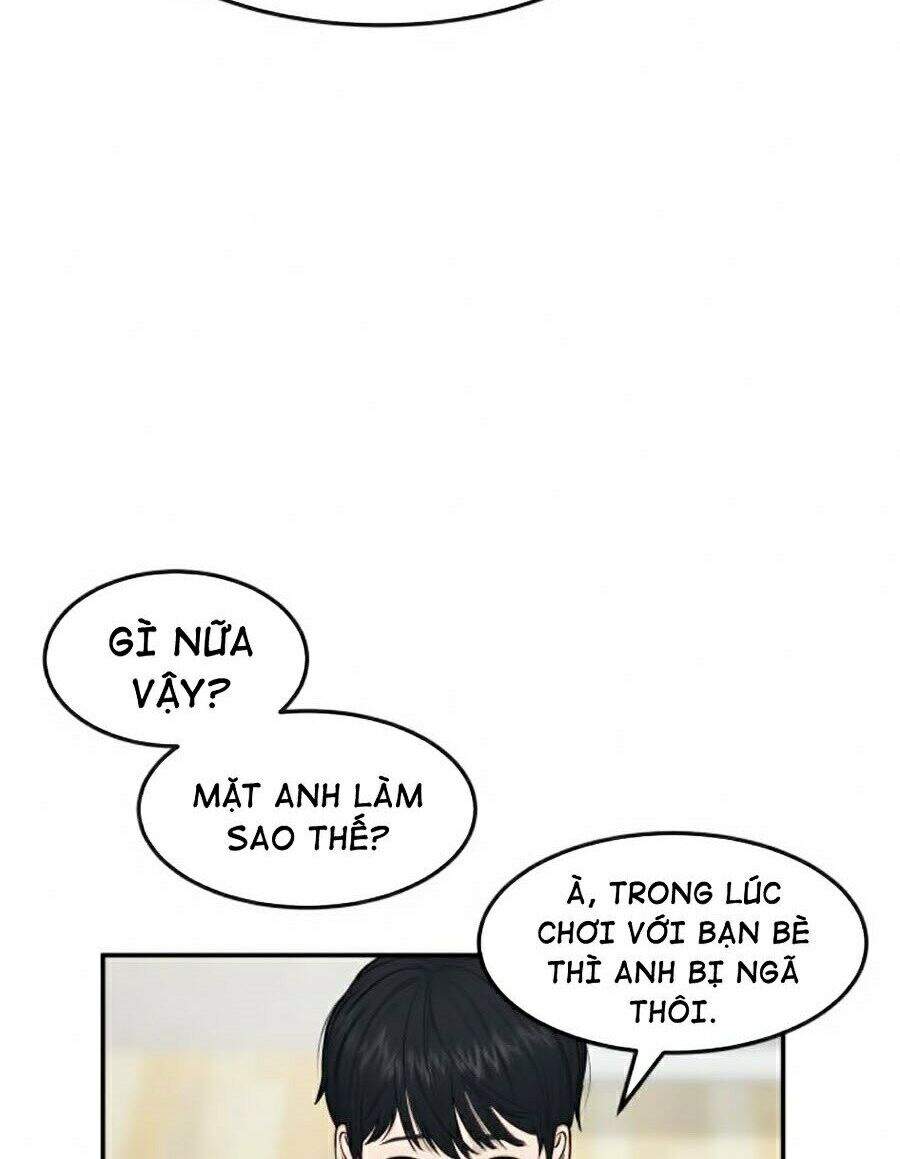 GÌ NỮA
VẬY?
MẶT ANH LÀM
SAO THẾ?
À, TRONG LÚC
CHƠI VỚI BẠN BÈ
THÌ ANH BỊ NGÃ
THÔI.